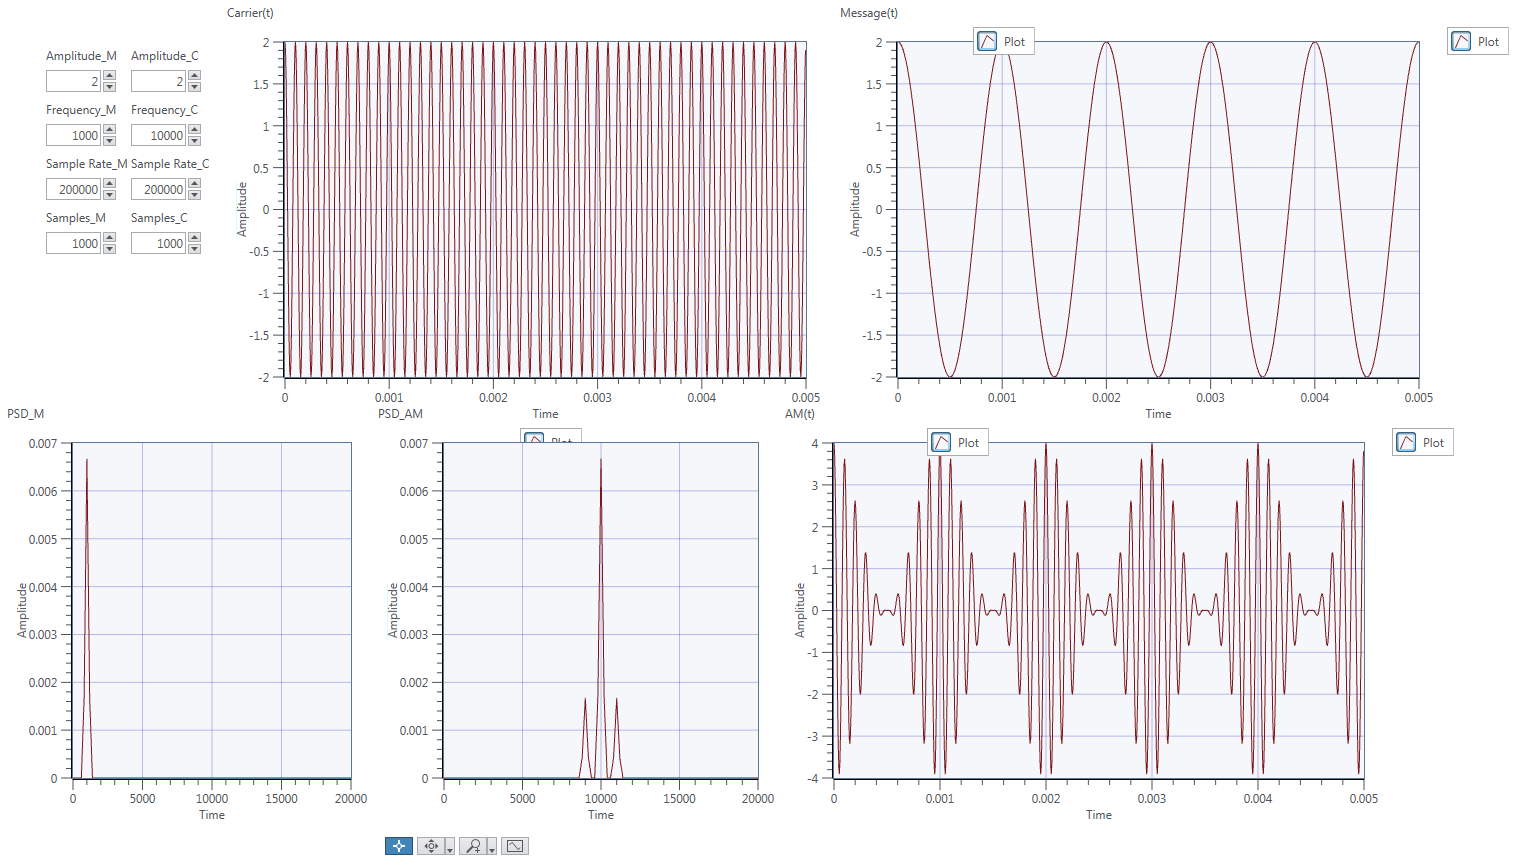 Carrier(t)
Message(t)
Plot
Plot
Amplitude_M Amplitude_C
2 2
Frequency_M Frequency_C
1000 10000
Sample Rate_M Sample Rate_C
200000 200000
Samples_M Samples_C
1000 1000
Amplitude
2
1.5
1
0.5
0
-0.5
-1
-1.5
-2
0 0.001 0.002 0.003 0.004 0.005
Time
Amplitude
2
1.5
1
0.5
0
-0.5
-1
-1.5
-2
0 0.001 0.002 0.003 0.004 0.005
Time
PSD_M
Amplitude
0.007
0.006
0.005
0.004
0.003
0.002
0.001
0
0 5000 10000 15000 20000
Time
PSD_AM
Plot
Amplitude
0.007
0.006
0.005
0.004
0.003
0.002
0.001
0
0 5000 10000 15000 20000
Time
AM(t)
Plot
Plot
Amplitude
4
3
2
1
0
-1
-2
-3
-4
0 0.001 0.002 0.003 0.004 0.005
Time